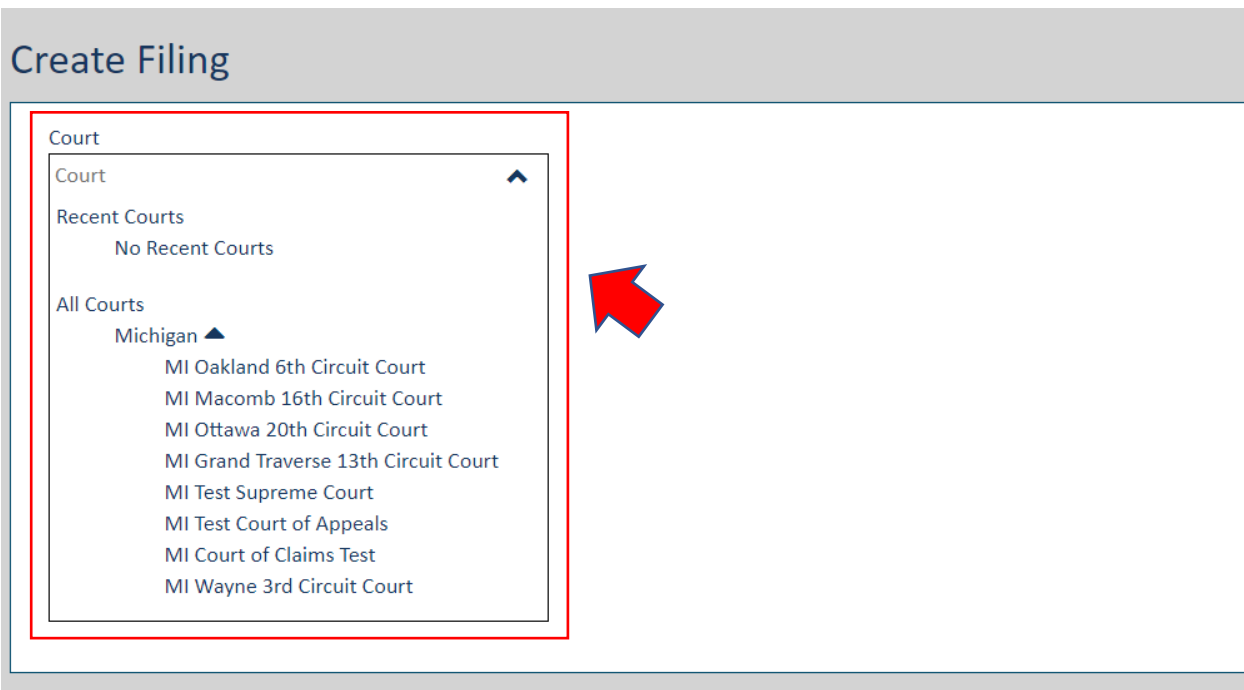 Create Filing
Court
Court
Recent Courts
No Recent Courts
All Courts
Michigan
MI Oakland 6th Circuit Court
MI Macomb 16th Circuit Court
MI Ottawa 20th Circuit Court
MI Grand Traverse 13th Circuit Court
MI Test Supreme Court
MI Test Court of Appeals
MI Court of Claims Test
MI Wayne 3rd Circuit Court